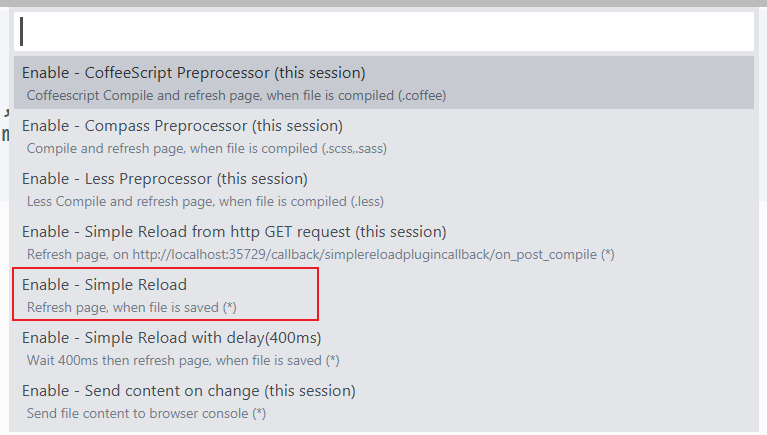 Enable - CoffeeScript Preprocessor (this session)
Coffeescript Compile and refresh page, when file is compiled (.coffee)
Enable - Compass Preprocessor (this session)
Compile and refresh page, when file is compiled (.scss,.sass)
Enable - Less Preprocessor (this session)
Less Compile and refresh page, when file is compiled (.less)
Enable - Simple Reload from http GET request (this session)
Refresh page, on http://localhost:35729/callback/simplereloadplugincallback/on_post_compile (*)
Enable - Simple Reload
Refresh page, when file is saved (*)
Enable - Simple Reload with delay(400ms)
Wait 400ms then refresh page, when file is saved (*)
Enable - Send content on change (this session)
Send file content to browser console (*)